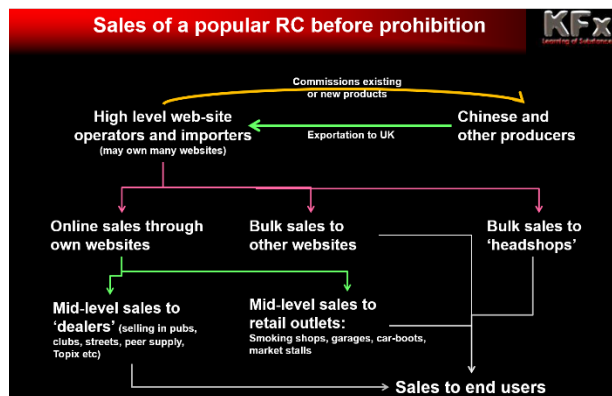 Sales of a popular RC before prohibition
KFx
Learning of Substance
Commissions existing
or new products
High level web-site
operators and importers
(may own many websites)
Chinese and
other producers
Exportation to UK
Online sales through
own websites
Bulk sales to
other websites
Bulk sales to
‘headshops’
Mid-level sales to
‘dealers’ (selling in pubs,
clubs, streets, peer supply,
Topix etc)
Mid-level sales to
retail outlets:
Smoking shops, garages, car-boots,
market stalls
Sales to end users